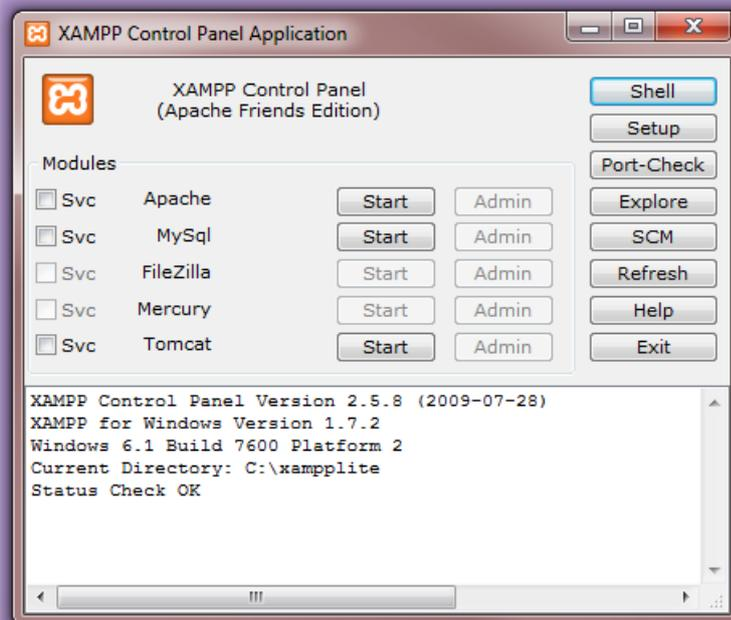 XAMPP Control Panel Application
XAMPP Control Panel
(Apache Friends Edition)
Shell
Setup
Port-Check
Explore
SCM
Refresh
Help
Exit
Modules
Svc Apache Start Admin
Svc MySql Start Admin
Svc FileZilla Start Admin
Svc Mercury Start Admin
Svc Tomcat Start Admin
XAMPP Control Panel Version 2.5.8 (2009-07-28)
XAMPP for Windows Version 1.7.2
Windows 6.1 Build 7600 Platform 2
Current Directory: C:\xampplite
Status Check OK